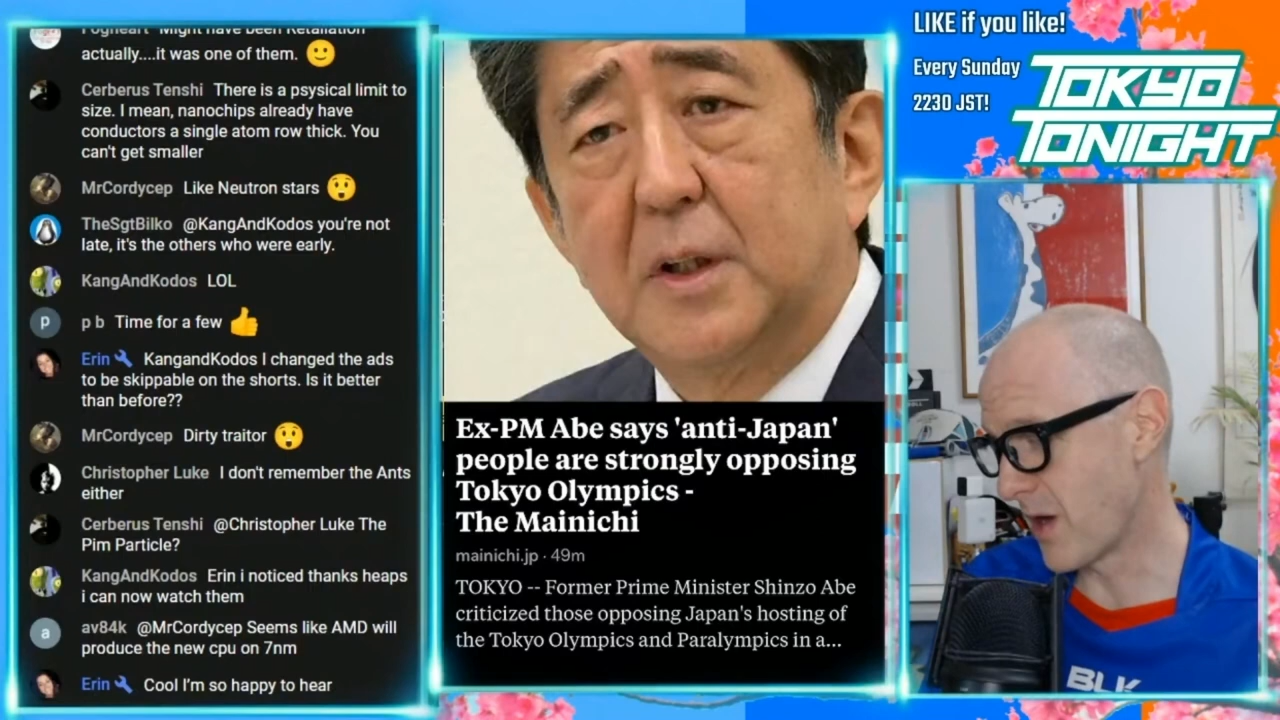 Might have been Retaliation
actually....it was one of them. 🙂
Cerberus Tenshi There is a psysical limit to
size. I mean, nanochips already have
conductors a single atom row thick. You
can't get smaller
MrCordycep Like Neutron stars 😲
TheSgtBilko @KangAndKodos you're not
late, it's the others who were early.
KangAndKodos LOL
P
p b Time for a few 👍
Erin 🔧 KangandKodos I changed the ads
to be skippable on the shorts. Is it better
than before??
MrCordycep Dirty traitor 😲
Christopher Luke I don't remember the Ants
either
Cerberus Tenshi @Christopher Luke The
Pim Particle?
KangAndKodos Erin i noticed thanks heaps
i can now watch them
a
av84k @MrCordycep Seems like AMD will
produce the new cpu on 7nm
Erin 🔧 Cool I'm so happy to hear
Ex-PM Abe says 'anti-Japan'
people are strongly opposing
Tokyo Olympics -
The Mainichi
mainichi.jp · 49m
TOKYO -- Former Prime Minister Shinzo Abe
criticized those opposing Japan's hosting of
the Tokyo Olympics and Paralympics in a...
LIKE if you like!
Every Sunday
2230 JST!
TOKYO
TONIGHT